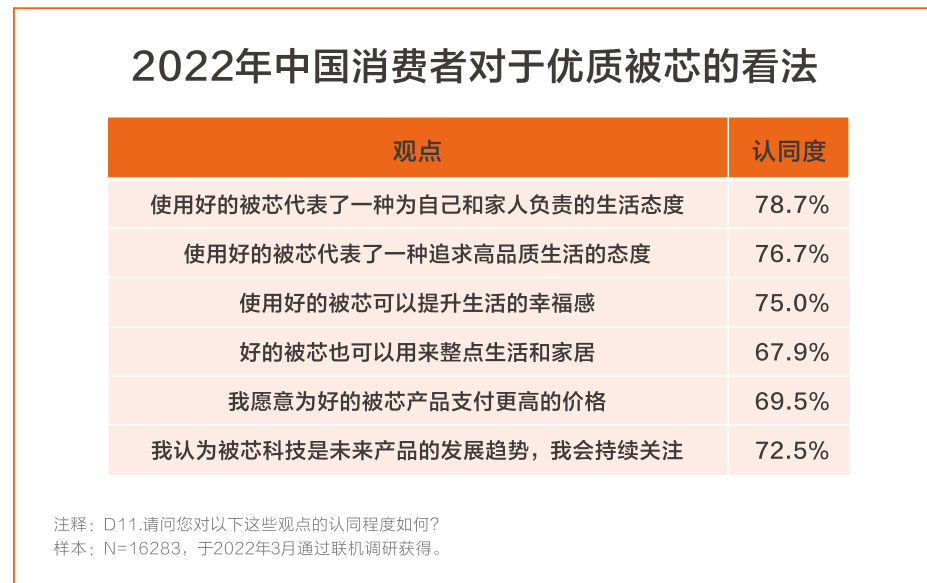 2022年中国消费者对于优质被芯的看法
观点 认同度
使用好的被芯代表了一种为自己和家人负责的生活态度 78.7%
使用好的被芯代表了一种追求高品质生活的态度 76.7%
使用好的被芯可以提升生活的幸福感 75.0%
好的被芯也可以用来整点生活和家居 67.9%
我愿意为好的被芯产品支付更高的价格 69.5%
我认为被芯科技是未来产品的发展趋势，我会持续关注 72.5%
注释：D11.请问您对以下这些观点的认同程度如何？
样本：N=16283，于2022年3月通过联机调研获得。